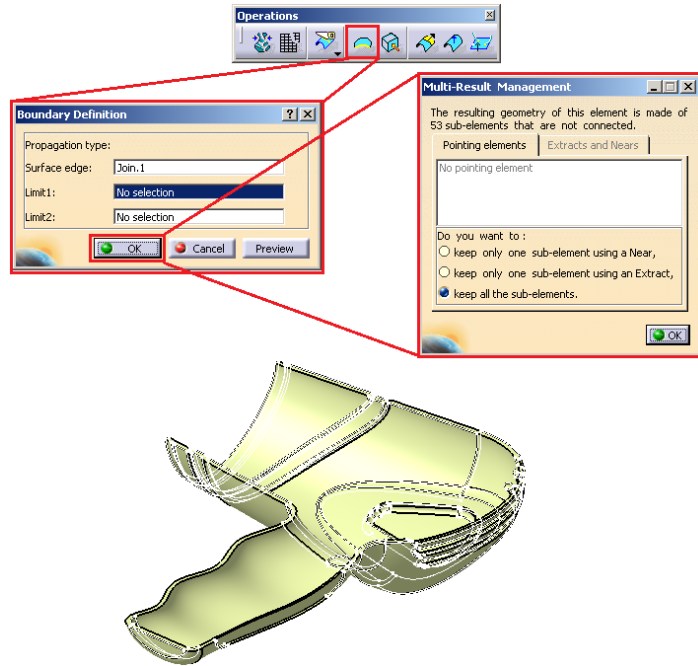 Operations
Boundary Definition
Propagation type:
Surface edge: Join.1
Limit1: No selection
Limit2: No selection
OK Cancel Preview
Multi-Result Management
The resulting geometry of this element is made of
53 sub-elements that are not connected.
Pointing elements Extracts and Nears
No pointing element
Do you want to :
keep only one sub-element using a Near,
keep only one sub-element using an Extract,
keep all the sub-elements.
OK